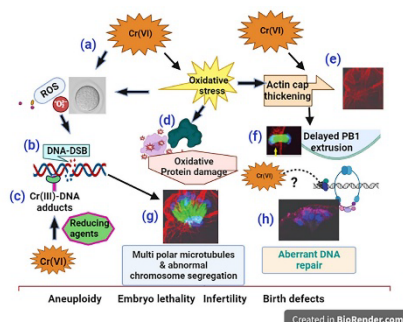 Cr(VI)
Cr(VI)
(a)
(e)
ROS
O₂
Oxidative
stress
Actin cap
thickening
(d)
(f)
Delayed PB1
extrusion
(b)
DNA-DSB
Oxidative
Protein damage
Cr(VI)
?
(c)
Cr(III)-DNA
adducts
(g)
(h)
Reducing
agents
Cr(VI)
Multi polar microtubules
& abnormal
chromosome segregation
Aberrant DNA
repair
Aneuploidy Embryo lethality Infertility Birth defects
Created in BioRender.com